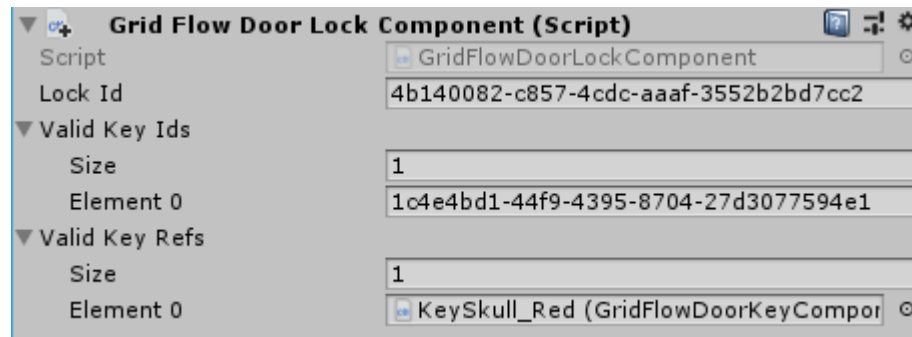 Grid Flow Door Lock Component (Script)
Script GridFlowDoorLockComponent
Lock Id 4b140082-c857-4cdc-aaaf-3552b2bd7cc2
Valid Key Ids
Size 1
Element 0 1c4e4bd1-44f9-4395-8704-27d3077594e1
Valid Key Refs
Size 1
Element 0 KeySkull_Red (GridFlowDoorKeyCompor